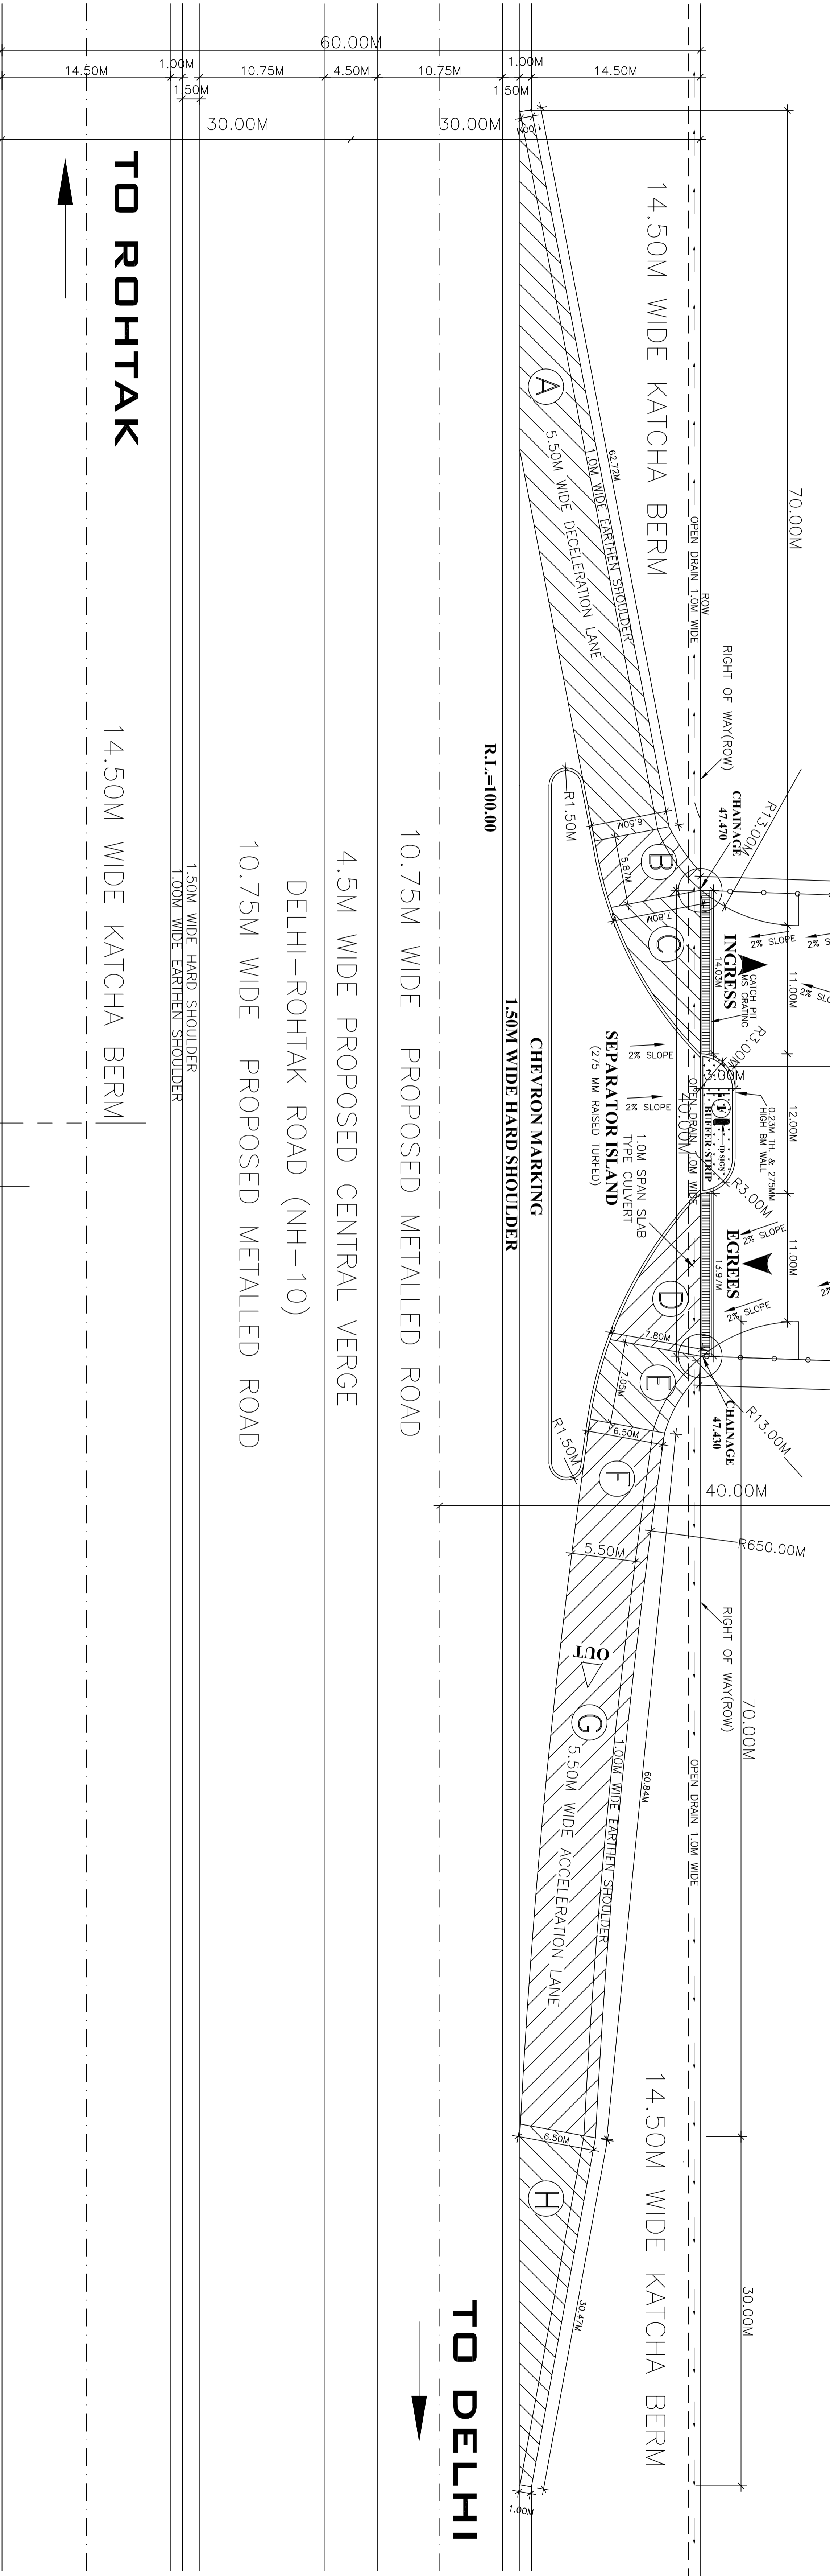 60.00M
14.50M
1.00M
1.50M
10.75M
4.50M
10.75M
1.00M
1.50M
14.50M
30.00M
30.00M
1.00M
TO ROHTAK
14.50M WIDE KATCHA BERM
A
5.50M WIDE DECELERATION LANE
1.0M WIDE EARTHEN SHOULDER
62.72M
70.00M
OPEN DRAIN 1.0M WIDE
ROW
RIGHT OF WAY(ROW)
CHAINAGE
47.470
R13.00M
R.L.=100.00
R1.50M
6.50M
B
5.87M
7.80M
C
INGRESS
14.03M
CATCH PIT
MS GRATING
2% SLOPE
2% S
2% SLO
11.00M
R3.00M
3.00M
14.50M WIDE KATCHA BERM
1.50M WIDE HARD SHOULDER
1.00M WIDE EARTHEN SHOULDER
10.75M WIDE PROPOSED METALLED ROAD
DELHI-ROHTAK ROAD (NH-10)
4.5M WIDE PROPOSED CENTRAL VERGE
10.75M WIDE PROPOSED METALLED ROAD
1.50M WIDE HARD SHOULDER
CHEVRON MARKING
SEPARATOR ISLAND
(275 MM RAISED TURFED)
2% SLOPE
2% SLOPE
1.0M SPAN SLAB
TYPE CULVERT
40.00M
OPEN DRAIN 1.0M WIDE
BUFFER STRIP
F
ID SIGN
0.23M TH. & 275MM
HIGH BM WALL
12.00M
R3.00M
EGREES
13.97M
2% SLOPE
2% SLOPE
2%
11.00M
D
7.80M
E
7.05M
6.50M
F
R1.50M
CHAINAGE
47.430
R13.00M
40.00M
R650.00M
5.50M
OUT
G
5.50M WIDE ACCELERATION LANE
1.00M WIDE EARTHEN SHOULDER
60.84M
RIGHT OF WAY(ROW)
70.00M
OPEN DRAIN 1.0M WIDE
14.50M WIDE KATCHA BERM
6.50M
H
30.47M
30.00M
TO DELHI
1.00M